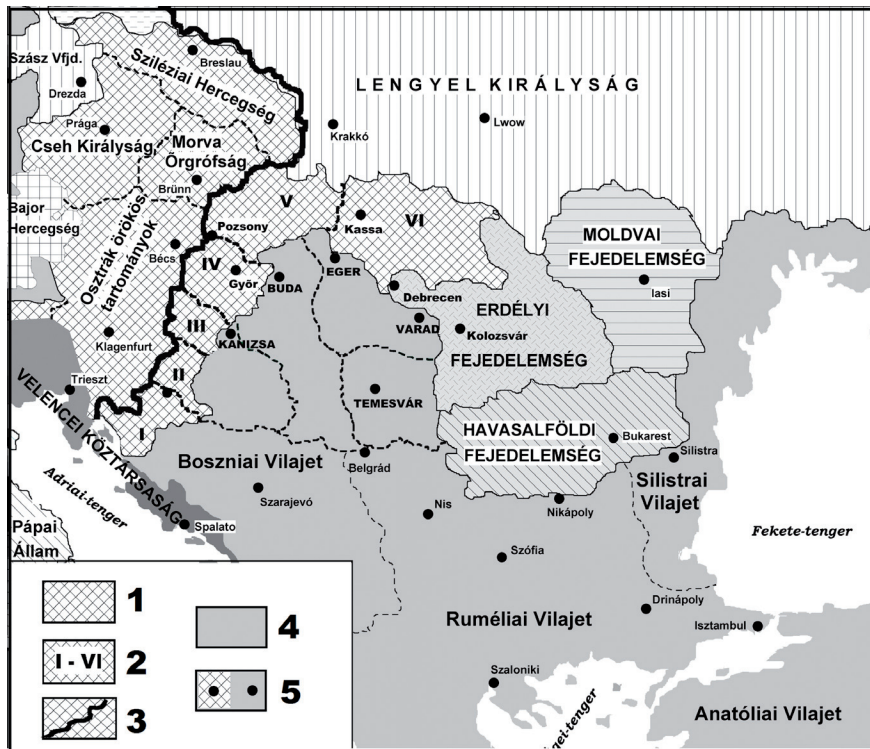 Szász Vfjd.
Drezda
Breslau
Sziléziai Hercegség
LENGYEL KIRÁLYSÁG
Prága
Cseh Királyság
Morva
Őrgrófság
Brünn
Krakkó
Lwow
Bajor
Hercegség
Osztrák örökös
tartományok
Bécs
Pozsony
V
Kassa
VI
MOLDVAI
FEJEDELEMSÉG
Iasi
IV
Győr
BUDA
EGER
Debrecen
ERDÉLYI
FEJEDELEMSÉG
Kolozsvár
VARAD
III
KANIZSA
Klagenfurt
II
Trieszt
TEMESVÁR
I
VELENCEI KÖZTÁRSASÁG
HAVASALFÖLDI
FEJEDELEMSÉG
Bukarest
Silistra
Silistrai
Vilajet
Boszniai Vilajet
Belgrád
Adriai-tenger
Szarajevó
Nis
Nikápoly
Pápai
Állam
Spalato
Fekete-tenger
Szófia
Ruméliai Vilajet
Drinápoly
Isztambul
Szaloniki
gei-tenger
Anatóliai Vilajet
1
I - VI 2
3
4
5